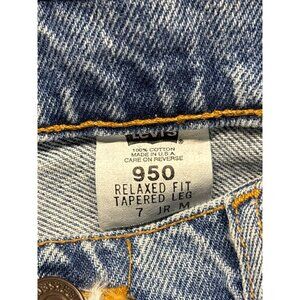 LEVI'S
100% COTTON
MADE IN U.S.A.
CARE ON REVERSE
950
RELAXED FIT
TAPERED LEG
7 JR M